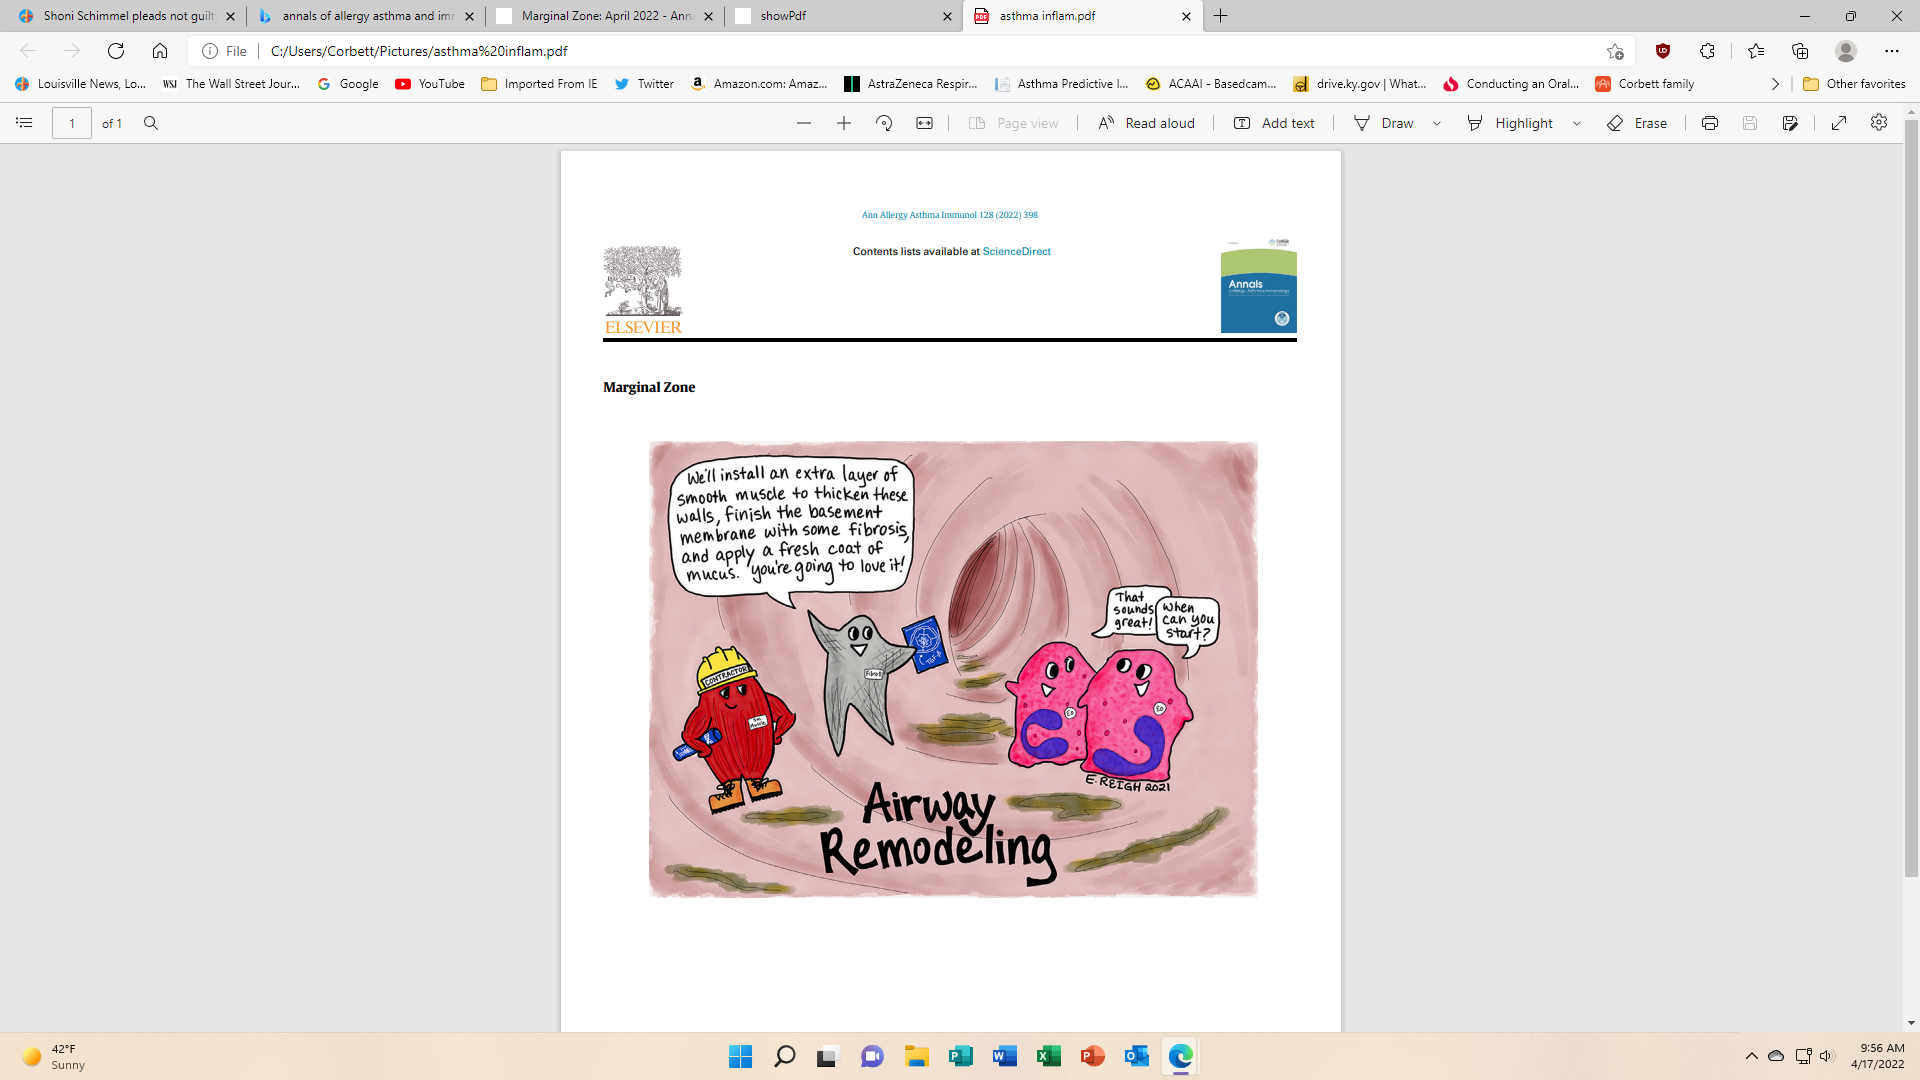 Shoni Schimmel pleads not guilt
annals of allergy asthma and im
Marginal Zone: April 2022 - Ann
showPdf
asthma inflam.pdf
File
C:/Users/Corbett/Pictures/asthma%20inflam.pdf
Louisville News, Lo...
WSJ
The Wall Street Jour...
Google
YouTube
Imported From IE
Twitter
Amazon.com: Amaz...
AstraZeneca Respir...
Asthma Predictive I...
ACAAI - Basedcam...
drive.ky.gov | What...
Conducting an Oral...
Corbett family
Other favorites
1
of 1
Page view
Read aloud
Add text
Draw
Highlight
Erase
Ann Allergy Asthma Immunol 128 (2022) 398
Contents lists available at ScienceDirect
ELSEVIER
Annals
Marginal Zone
We'll install an extra layer of
smooth muscle to thicken these
walls, finish the basement
membrane with some fibrosis,
and apply a fresh coat of
mucus. You're going to love it!
That
sounds
great!
When
can you
start?
CONTRACTOR
TGF-β
Eo
Eo
E. REIGH 2021
Airway
Remodeling
42°F
Sunny
9:56 AM
4/17/2022